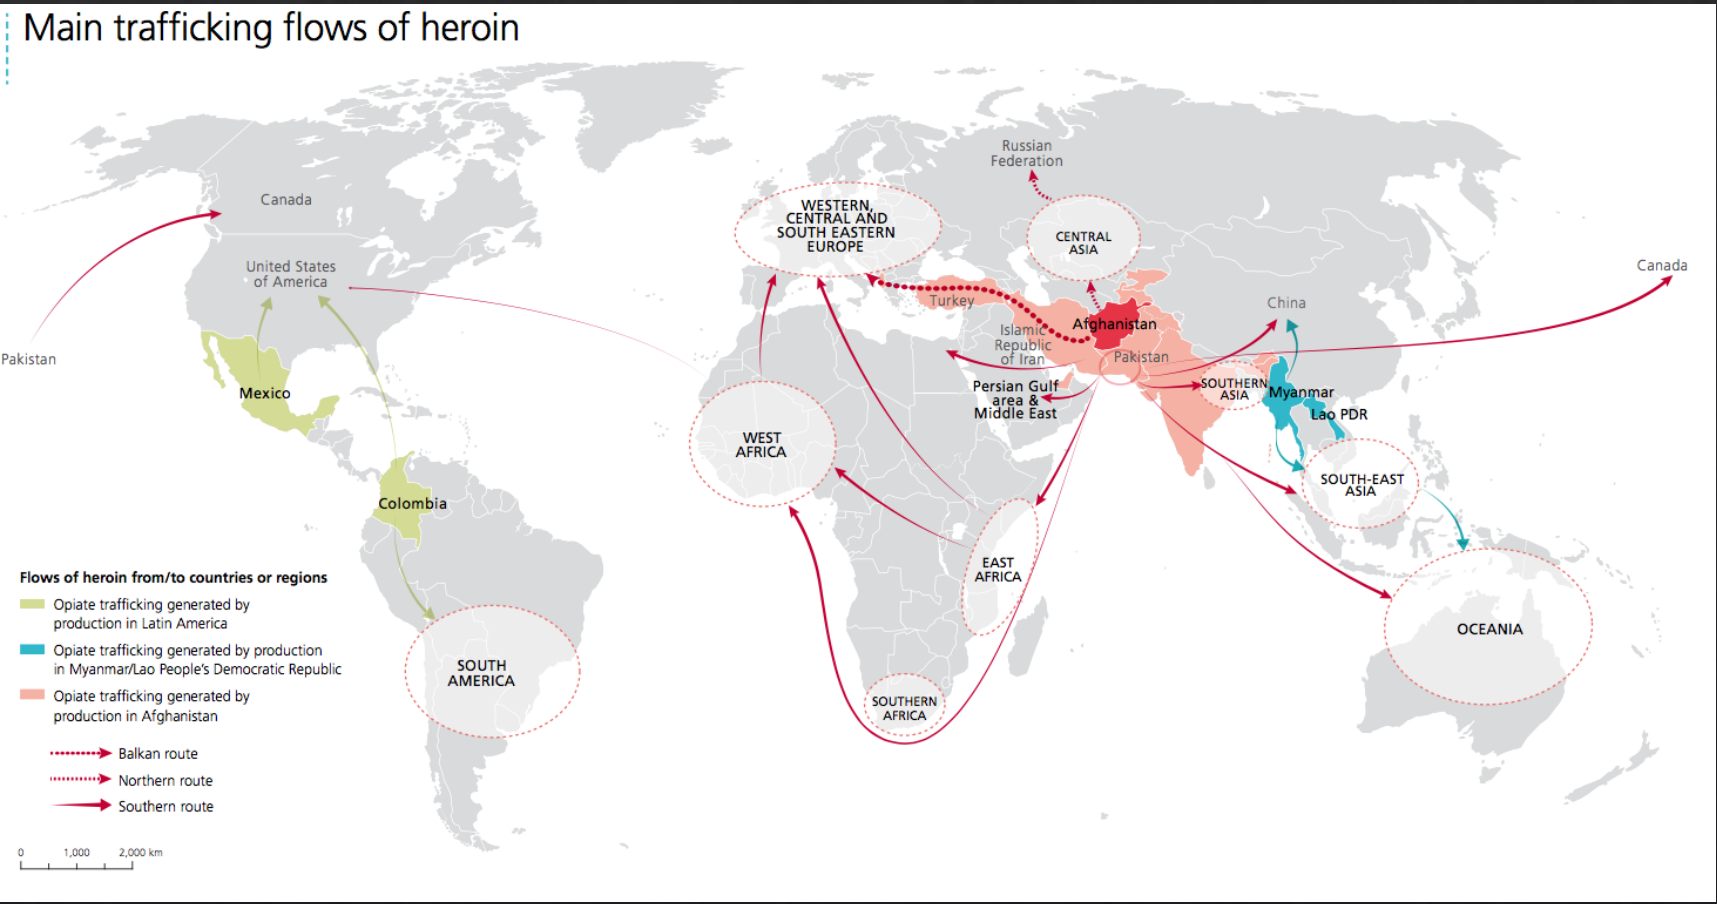 Main trafficking flows of heroin
Russian
Federation
Canada
WESTERN,
CENTRAL AND
SOUTH EASTERN
EUROPE
CENTRAL
ASIA
United States
of America
Canada
Turkey
China
Afghanistan
Islamic
Republic
of Iran
Pakistan
Pakistan
Persian Gulf
area &
Middle East
SOUTHERN
ASIA
Myanmar
Mexico
Lao PDR
WEST
AFRICA
SOUTH-EAST
ASIA
Colombia
EAST
AFRICA
OCEANIA
SOUTH
AMERICA
SOUTHERN
AFRICA
Flows of heroin from/to countries or regions
Opiate trafficking generated by
production in Latin America
Opiate trafficking generated by production
in Myanmar/Lao People's Democratic Republic
Opiate trafficking generated by
production in Afghanistan
Balkan route
Northern route
Southern route
0 1,000 2,000 km